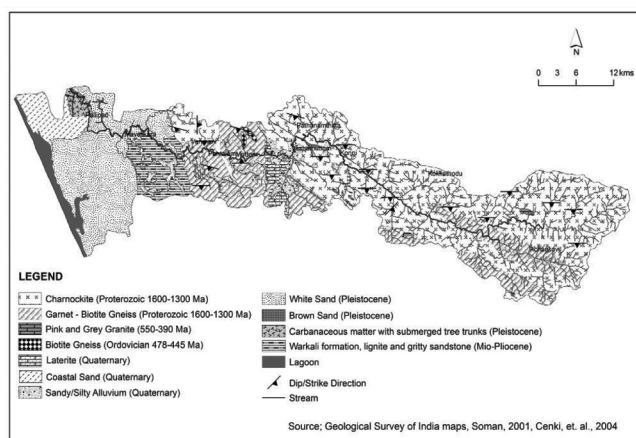 N
0 3 6 12 kms
Pallipad
Kokkathodu
LEGEND
Charnockite (Proterozoic 1600-1300 Ma)
Garnet - Biotite Gneiss (Proterozoic 1600-1300 Ma)
Pink and Grey Granite (550-390 Ma)
Biotite Gneiss (Ordovician 478-445 Ma)
Laterite (Quaternary)
Coastal Sand (Quaternary)
Sandy/Silty Alluvium (Quaternary)
White Sand (Pleistocene)
Brown Sand (Pleistocene)
Carbanaceous matter with submerged tree trunks (Pleistocene)
Warkali formation, lignite and gritty sandstone (Mio-Pliocene)
Lagoon
Dip/Strike Direction
Stream
Source; Geological Survey of India maps, Soman, 2001, Cenki, et. al., 2004